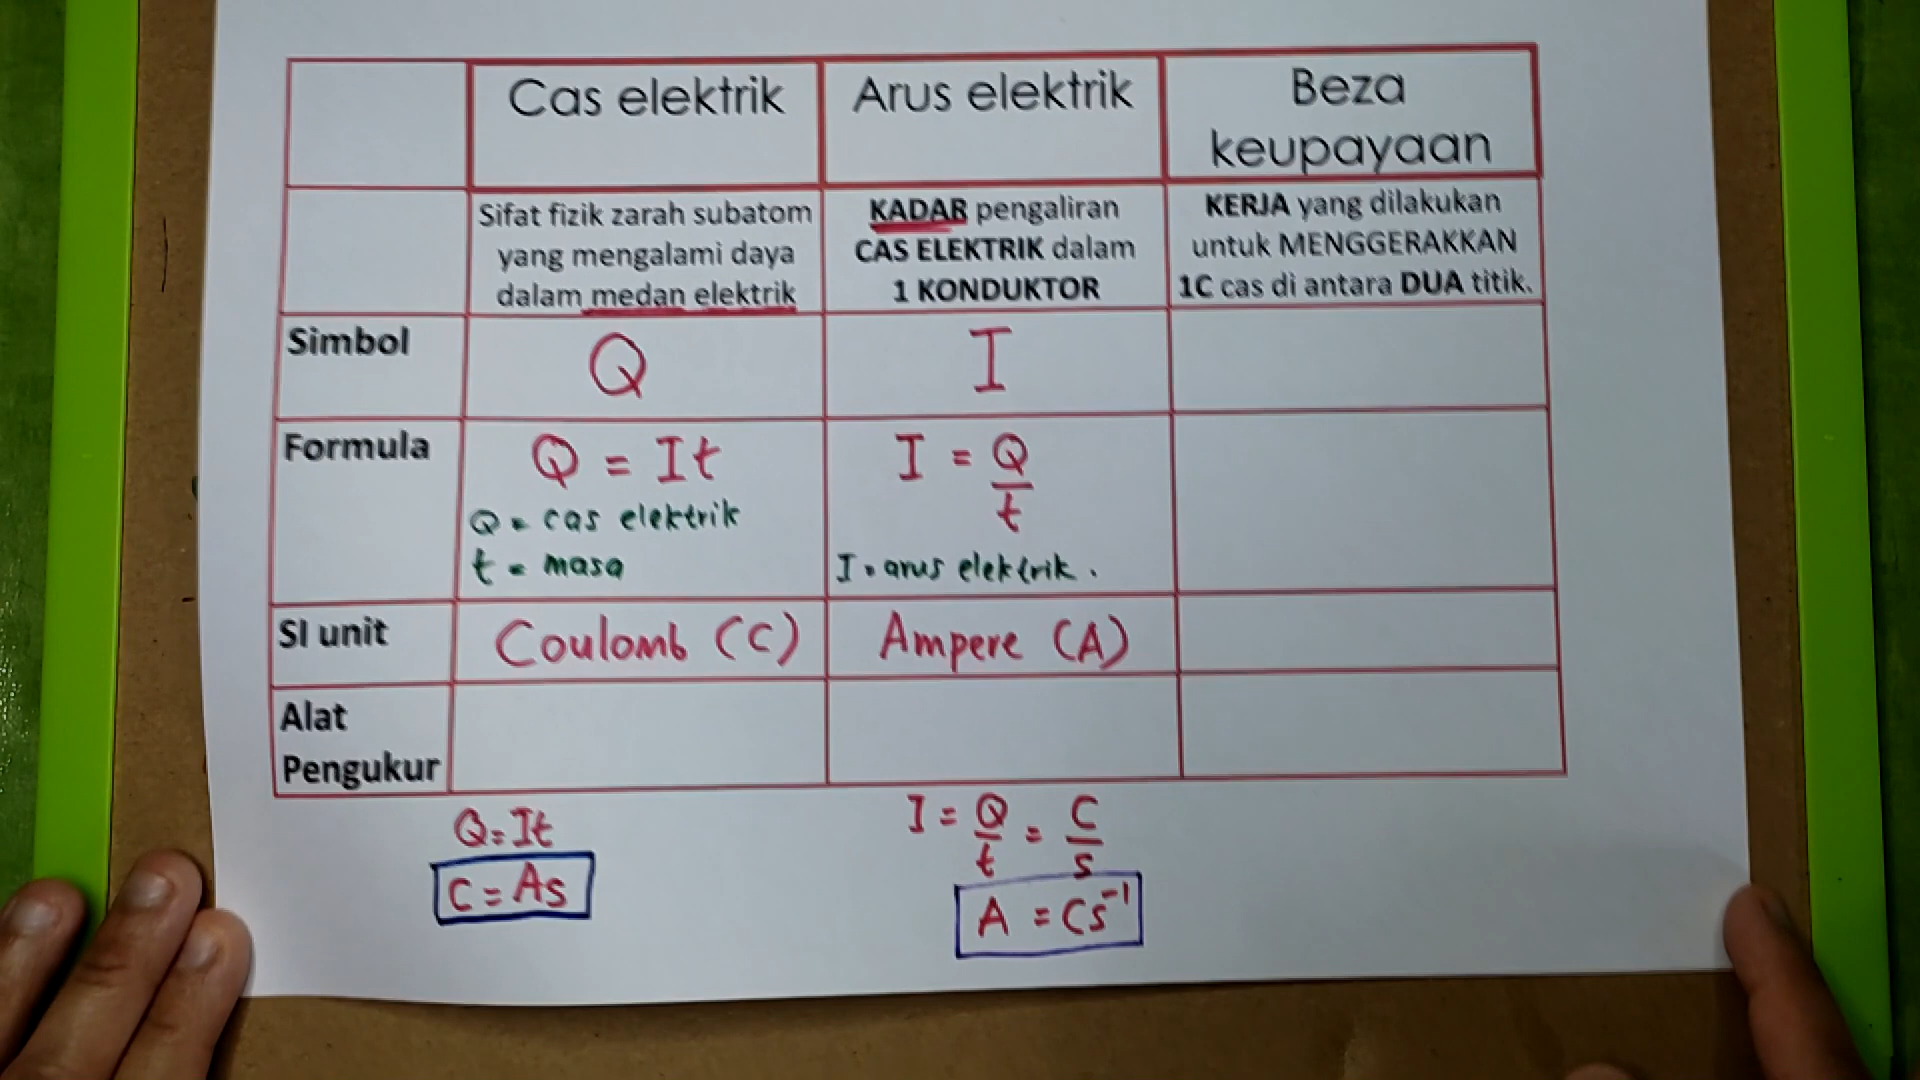 Cas elektrik
Arus elektrik
Beza
keupayaan
Sifat fizik zarah subatom
yang mengalami daya
dalam medan elektrik
KADAR pengaliran
CAS ELEKTRIK dalam
1 KONDUKTOR
KERJA yang dilakukan
untuk MENGGERAKKAN
1C cas di antara DUA titik.
Simbol
Q
I
Formula
Q = It
Q = cas elektrik
t = masa
I = Q/t
I = arus elektrik.
SI unit
Coulomb (C)
Ampere (A)
Alat
Pengukur
Q = It
C = As
I = Q/t = C/s
A = Cs⁻¹